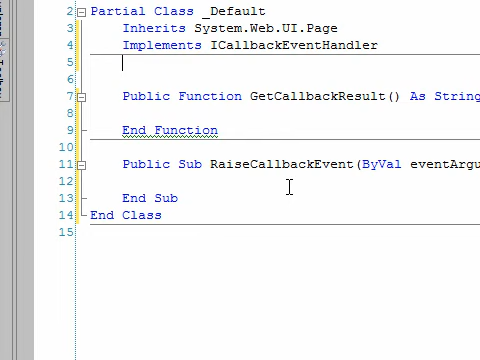 2 Partial Class _Default
3 Inherits System.Web.UI.Page
4 Implements ICallbackEventHandler
5
6
7 Public Function GetCallbackResult() As String
8
9 End Function
10
11 Public Sub RaiseCallbackEvent(ByVal eventArgu
12
13 End Sub
14 End Class
15